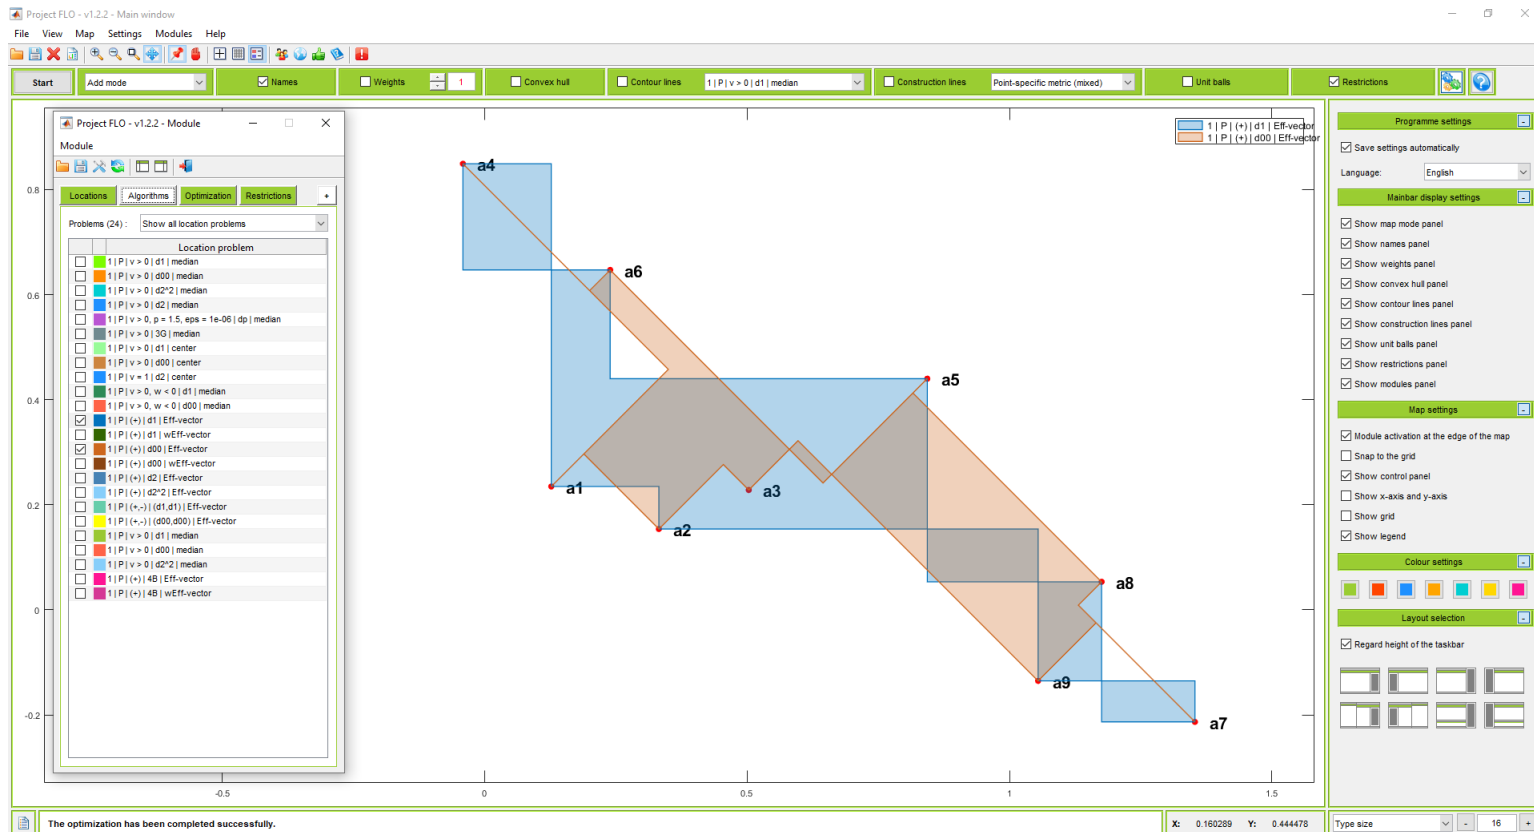 Project FLO - v1.2.2 - Main window
File View Map Settings Modules Help
Start Add mode Names Weights 1 Convex hull Contour lines 1 | P | v > 0 | d1 | median Construction lines Point-specific metric (mixed) Unit balls Restrictions
Project FLO - v1.2.2 - Module
Module
Locations Algorithms Optimization Restrictions +
Problems (24) : Show all location problems
Location problem
1 | P | v > 0 | d1 | median
1 | P | v > 0 | d00 | median
1 | P | v > 0 | d2^2 | median
1 | P | v > 0 | d2 | median
1 | P | v > 0, p = 1.5, eps = 1e-06 | dp | median
1 | P | v > 0 | 3G | median
1 | P | v > 0 | d1 | center
1 | P | v > 0 | d00 | center
1 | P | v = 1 | d2 | center
1 | P | v > 0, w < 0 | d1 | median
1 | P | v > 0, w < 0 | d00 | median
1 | P | (+) | d1 | Eff-vector
1 | P | (+) | d1 | wEff-vector
1 | P | (+) | d00 | Eff-vector
1 | P | (+) | d00 | wEff-vector
1 | P | (+) | d2 | Eff-vector
1 | P | (+) | d2^2 | Eff-vector
1 | P | (+,-) | (d1,d1) | Eff-vector
1 | P | (+,-) | (d00,d00) | Eff-vector
1 | P | v > 0 | d1 | median
1 | P | v > 0 | d00 | median
1 | P | v > 0 | d2^2 | median
1 | P | (+) | 4B | Eff-vector
1 | P | (+) | 4B | wEff-vector
1 | P | (+) | d1 | Eff-vector
1 | P | (+) | d00 | Eff-vector
a4
a6
a5
a1
a3
a2
a8
a9
a7
0.8
0.6
0.4
0.2
0
-0.2
-0.5 0 0.5 1 1.5
Programme settings -
Save settings automatically
Language: English
Mainbar display settings -
Show map mode panel
Show names panel
Show weights panel
Show convex hull panel
Show contour lines panel
Show construction lines panel
Show unit balls panel
Show restrictions panel
Show modules panel
Map settings -
Module activation at the edge of the map
Snap to the grid
Show control panel
Show x-axis and y-axis
Show grid
Show legend
Colour settings -
Layout selection -
Regard height of the taskbar
The optimization has been completed successfully. X: 0.160289 Y: 0.444478 Type size - 16 +